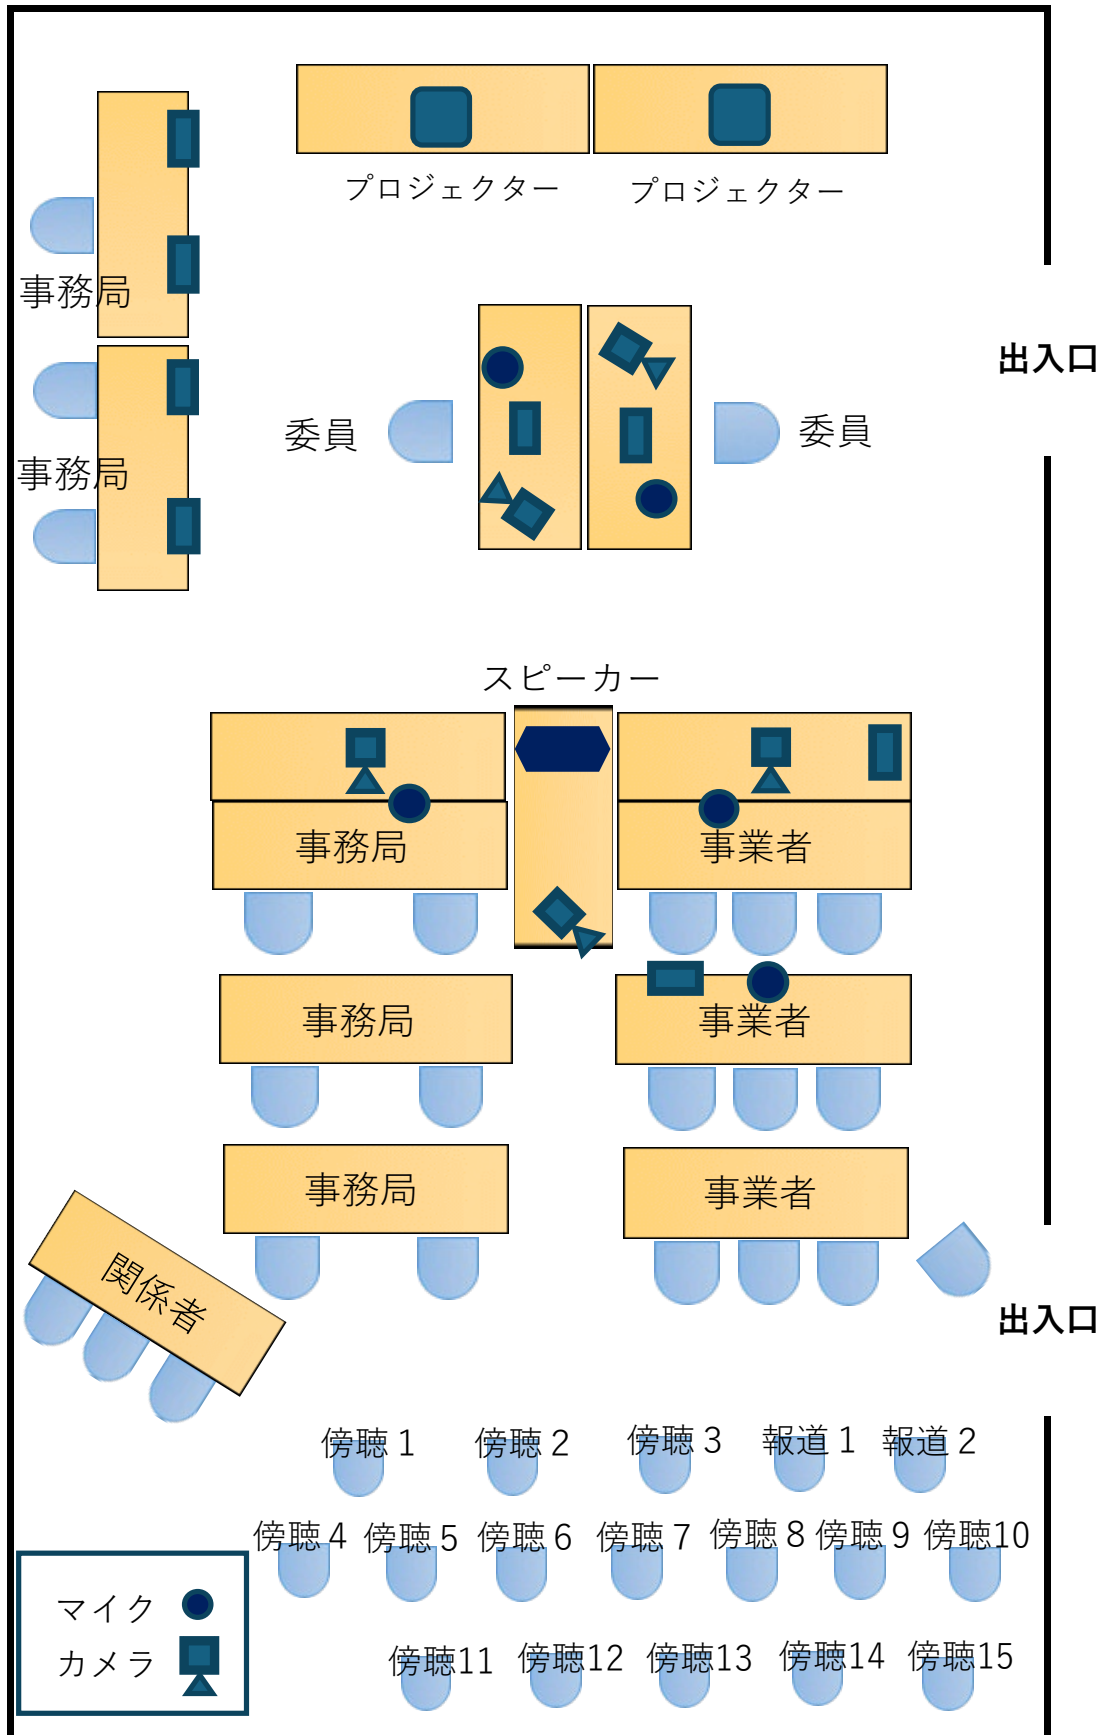 プロジェクター
プロジェクター
事務局
出入口
委員
委員
事務局
スピーカー
事務局
事業者
事務局
事業者
事務局
事業者
関係者
出入口
傍聴１
傍聴２
傍聴３
報道１
報道２
傍聴４
傍聴５
傍聴６
傍聴７
傍聴８
傍聴９
傍聴10
傍聴11
傍聴12
傍聴13
傍聴14
傍聴15
マイク
カメラ